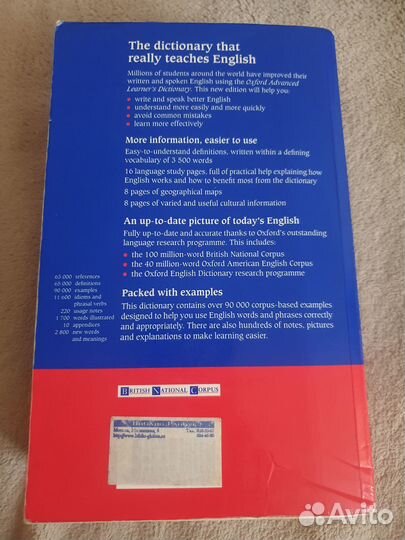 The dictionary that
really teaches English
Millions of students around the world have improved their
written and spoken English using the Oxford Advanced
Learner's Dictionary. This new edition will help you:
• write and speak better English
• understand more easily and more quickly
• avoid common mistakes
• learn more effectively
More information, easier to use
Easy-to-understand definitions, written within a defining
vocabulary of 3 500 words
16 language study pages, full of practical help explaining how
English works and how to benefit most from the dictionary
8 pages of geographical maps
8 pages of varied and useful cultural information
An up-to-date picture of today's English
Fully up-to-date and accurate thanks to Oxford's outstanding
language research programme. This includes:
• the 100 million-word British National Corpus
• the 40 million-word Oxford American English Corpus
• the Oxford English Dictionary research programme
63 000 references
65 000 definitions
90 000 examples
11 600 idioms and
phrasal verbs
220 usage notes
1 700 words illustrated
10 appendices
2 800 new words
and meanings
Packed with examples
This dictionary contains over 90 000 corpus-based examples
designed to help you use English words and phrases correctly
and appropriately. There are also hundreds of notes, pictures
and explanations to make learning easier.
BRITISH NATIONAL CORPUS
Avito